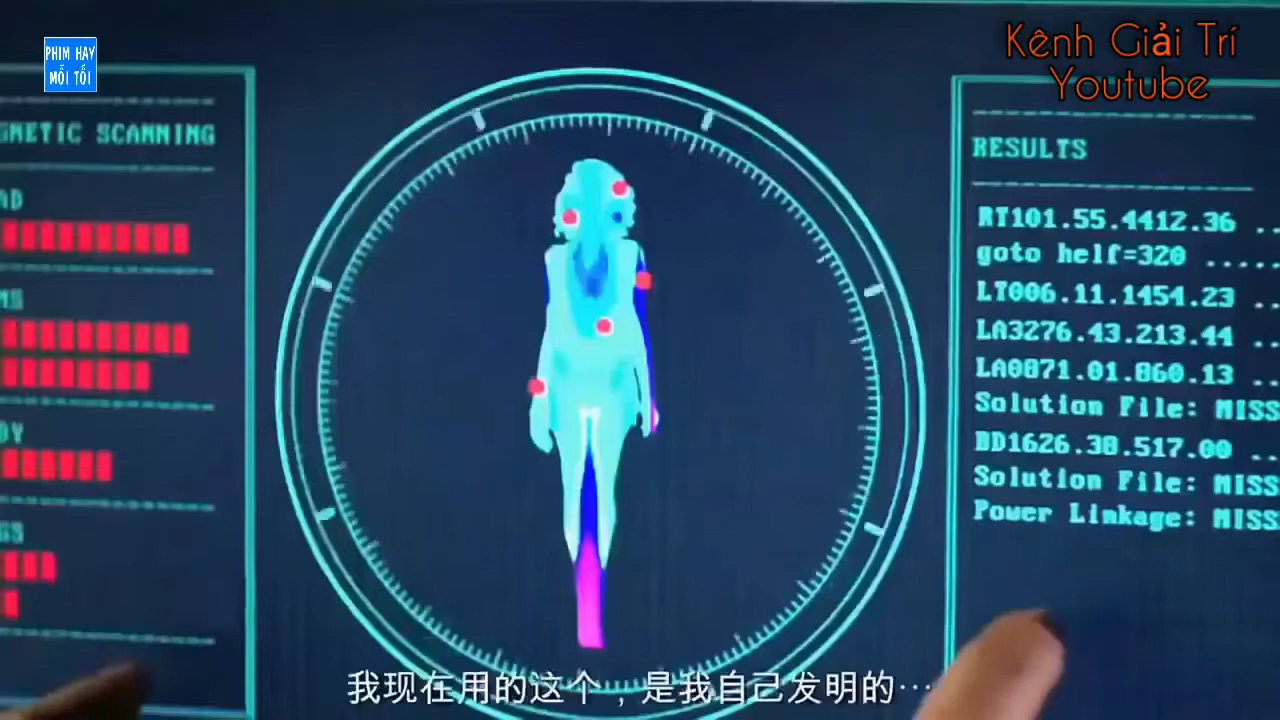 PHIM HAY
MỖI TỐI
Kênh Giải Trí
Youtube
GNETIC SCANNING
AD
MS
DY
GS
RESULTS
RT101.55.4412.36 ..
goto helf=320 .....
LT006.11.1454.23 ..
LA3276.43.213.44 ..
LA0871.01.860.13 ..
Solution File: MISS
BD1626.38.517.00 ..
Solution File: MISS
Power Linkage: MISS
我现在用的这个，是我自己发明的…